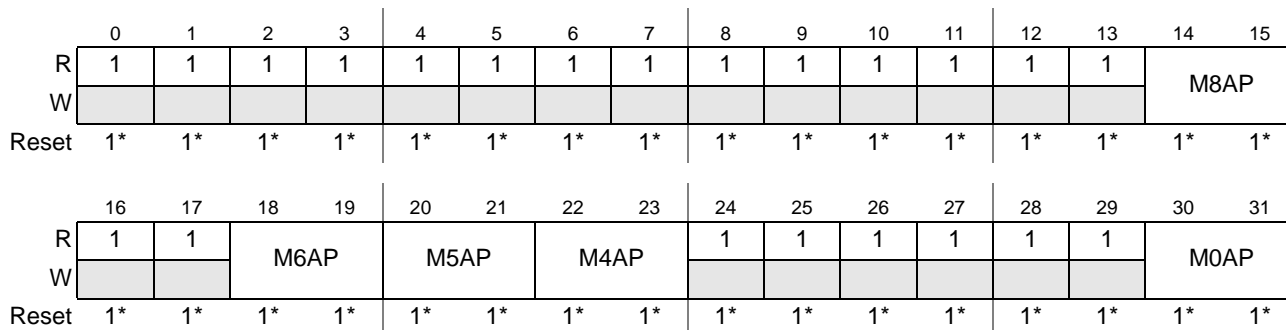 0 1 2 3 4 5 6 7 8 9 10 11 12 13 14 15
R 1 1 1 1 1 1 1 1 1 1 1 1 1 1 M8AP
W
Reset 1* 1* 1* 1* 1* 1* 1* 1* 1* 1* 1* 1* 1* 1* 1* 1*
16 17 18 19 20 21 22 23 24 25 26 27 28 29 30 31
R 1 1 M6AP M5AP M4AP 1 1 1 1 1 1 M0AP
W
Reset 1* 1* 1* 1* 1* 1* 1* 1* 1* 1* 1* 1* 1* 1* 1* 1*